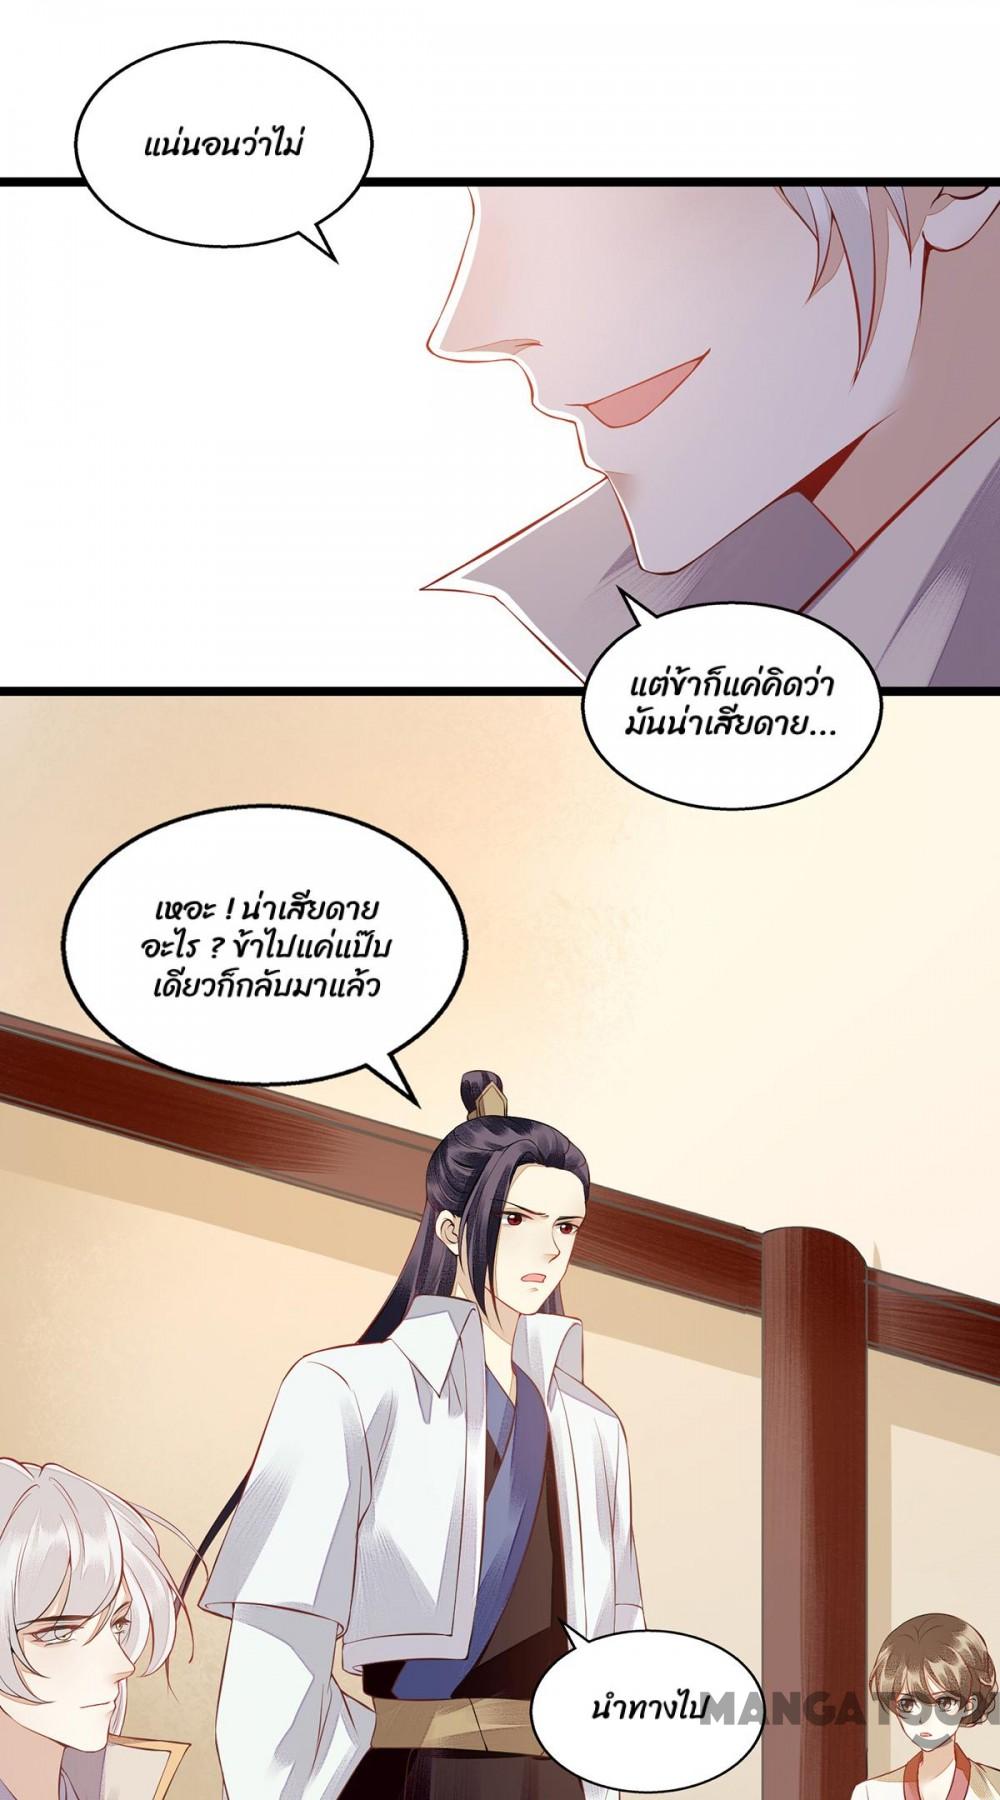 แน่นอนว่าไม่
แต่ข้าก็แค่คิดว่า
มันน่าเสียดาย...
เหอะ ! น่าเสียดาย
อะไร ? ข้าไปแค่แป๊บ
เดียวก็กลับมาแล้ว
นำทางไป
MANGATOON